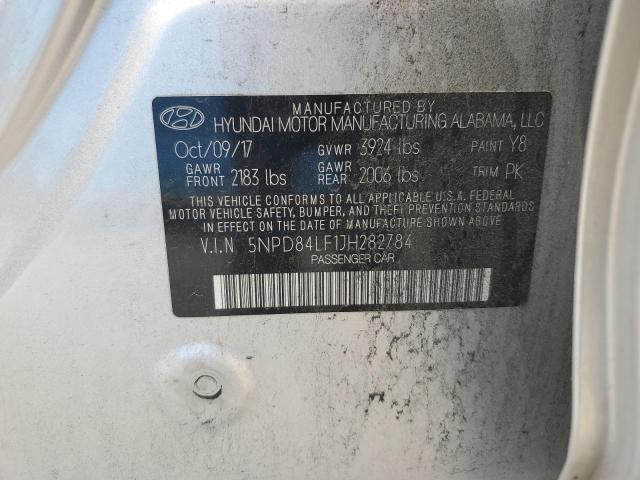 MANUFACTURED BY
HYUNDAI MOTOR MANUFACTURING ALABAMA, LLC
Oct/09/17 GVWR 3924 lbs PAINT Y8
GAWR FRONT 2183 lbs GAWR REAR 2006 lbs TRIM PK
THIS VEHICLE CONFORMS TO ALL APPLICABLE U.S.A. FEDERAL
MOTOR VEHICLE SAFETY, BUMPER, AND THEFT PREVENTION STANDARDS
IN EFFECT ON THE DATE OF MANUFACTURE SHOWN ABOVE.
V.I.N 5NPD84LF1JH282784
PASSENGER CAR